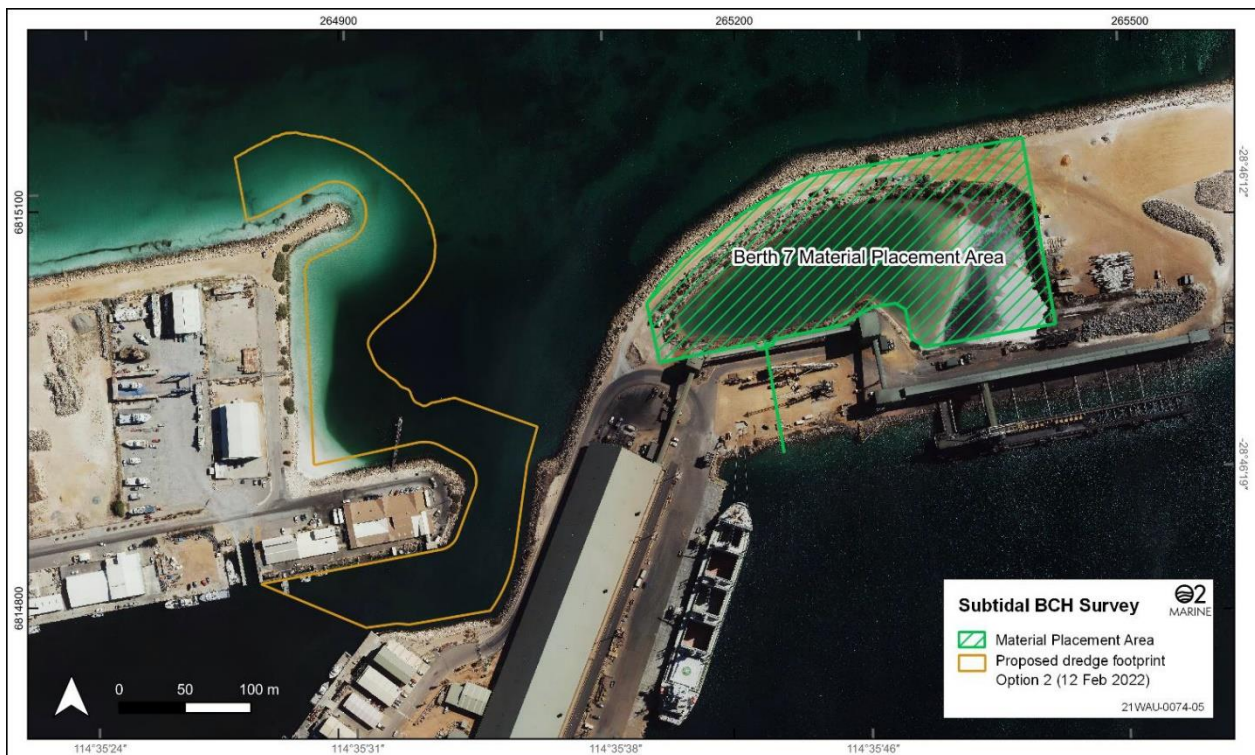 264900 265200 265500
-28°46'12"
6815100
Berth 7 Material Placement Area
-28°46'19"
6814800
Subtidal BCH Survey
O2
MARINE
Material Placement Area
Proposed dredge footprint
Option 2 (12 Feb 2022)
21WAU-0074-05
0 50 100 m
114°35'24" 114°35'31" 114°35'38" 114°35'46"